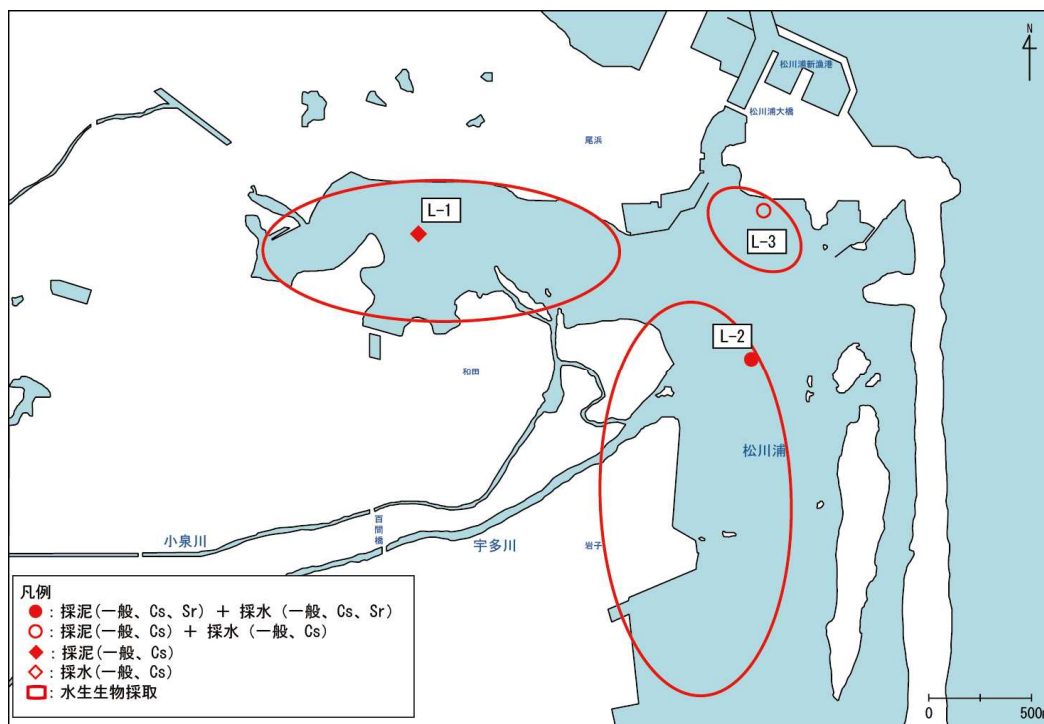 N
松川浦新漁港
松川浦大橋
尾浜
L-1
L-3
L-2
和田
松川浦
小泉川
百間橋
宇多川
岩子
凡例
●：採泥(一般、Cs、Sr) ＋ 採水 (一般、Cs、Sr)
○：採泥(一般、Cs) ＋ 採水 (一般、Cs)
◆：採泥(一般、Cs)
◇：採水(一般、Cs)
□：水生生物採取
0 500m